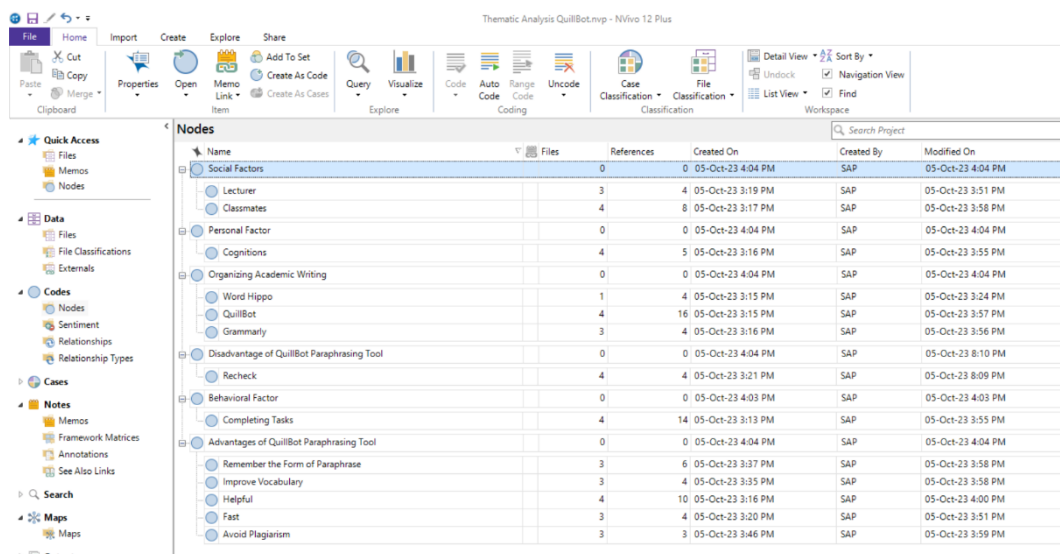 Thematic Analysis QuillBot.nvp - NVivo 12 Plus
File Home Import Create Explore Share
Paste Cut Copy Merge Clipboard
Properties Open Memo Link Add To Set Create As Code Create As Cases Item
Query Visualize Explore
Code Auto Code Range Code Uncode Coding
Case Classification File Classification Classification
Detail View Sort By Undock Navigation View List View Find Workspace
Quick Access
Files
Memos
Nodes
Data
Files
File Classifications
Externals
Codes
Nodes
Sentiment
Relationships
Relationship Types
Cases
Notes
Memos
Framework Matrices
Annotations
See Also Links
Search
Maps
Maps
Nodes Search Project
Name Files References Created On Created By Modified On
Social Factors 0 0 05-Oct-23 4:04 PM SAP 05-Oct-23 4:04 PM
Lecturer 3 4 05-Oct-23 3:19 PM SAP 05-Oct-23 3:51 PM
Classmates 4 8 05-Oct-23 3:17 PM SAP 05-Oct-23 3:58 PM
Personal Factor 0 0 05-Oct-23 4:04 PM SAP 05-Oct-23 4:04 PM
Cognitions 4 5 05-Oct-23 3:16 PM SAP 05-Oct-23 3:55 PM
Organizing Academic Writing 0 0 05-Oct-23 4:04 PM SAP 05-Oct-23 4:04 PM
Word Hippo 1 4 05-Oct-23 3:15 PM SAP 05-Oct-23 3:24 PM
QuillBot 4 16 05-Oct-23 3:15 PM SAP 05-Oct-23 3:57 PM
Grammarly 3 4 05-Oct-23 3:16 PM SAP 05-Oct-23 3:56 PM
Disadvantage of QuillBot Paraphrasing Tool 0 0 05-Oct-23 4:04 PM SAP 05-Oct-23 8:10 PM
Recheck 4 4 05-Oct-23 3:21 PM SAP 05-Oct-23 8:09 PM
Behavioral Factor 0 0 05-Oct-23 4:03 PM SAP 05-Oct-23 4:03 PM
Completing Tasks 4 14 05-Oct-23 3:13 PM SAP 05-Oct-23 3:55 PM
Advantages of QuillBot Paraphrasing Tool 0 0 05-Oct-23 4:04 PM SAP 05-Oct-23 4:04 PM
Remember the Form of Paraphrase 3 6 05-Oct-23 3:37 PM SAP 05-Oct-23 3:58 PM
Improve Vocabulary 3 4 05-Oct-23 3:35 PM SAP 05-Oct-23 3:58 PM
Helpful 4 10 05-Oct-23 3:16 PM SAP 05-Oct-23 4:00 PM
Fast 3 4 05-Oct-23 3:20 PM SAP 05-Oct-23 3:51 PM
Avoid Plagiarism 3 3 05-Oct-23 3:46 PM SAP 05-Oct-23 3:59 PM